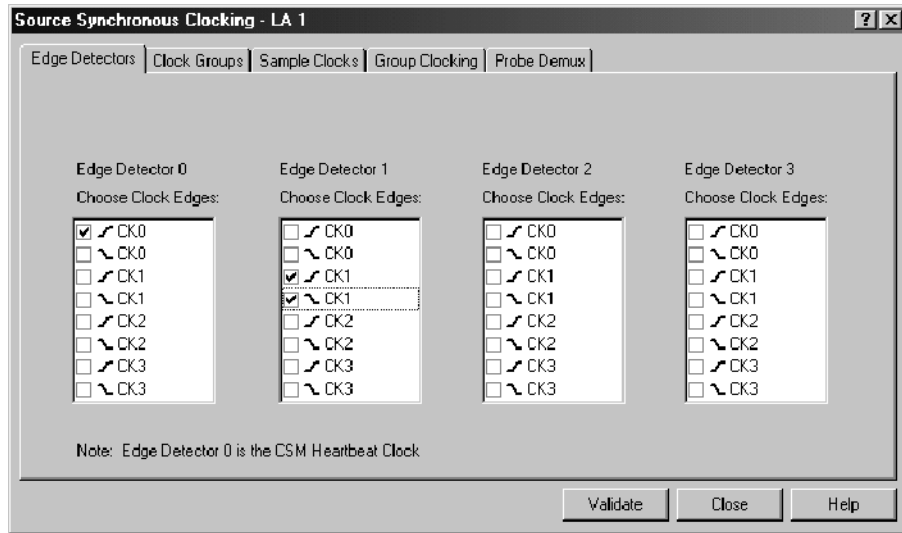 Source Synchronous Clocking - LA 1
Edge Detectors Clock Groups Sample Clocks Group Clocking Probe Demux
Edge Detector 0 Edge Detector 1 Edge Detector 2 Edge Detector 3
Choose Clock Edges: Choose Clock Edges: Choose Clock Edges: Choose Clock Edges:
CK0 CK0 CK0 CK0
CK0 CK0 CK0 CK0
CK1 CK1 CK1 CK1
CK1 CK1 CK1 CK1
CK2 CK2 CK2 CK2
CK2 CK2 CK2 CK2
CK3 CK3 CK3 CK3
CK3 CK3 CK3 CK3
Note: Edge Detector 0 is the CSM Heartbeat Clock
Validate Close Help